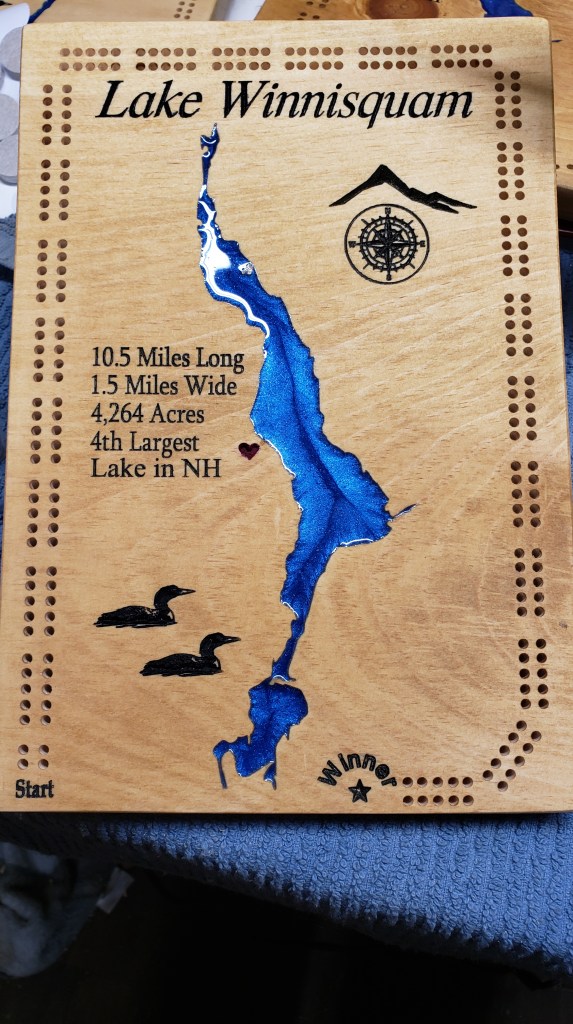 Lake Winnisquam
10.5 Miles Long
1.5 Miles Wide
4,264 Acres
4th Largest
Lake in NH
Winner
Start